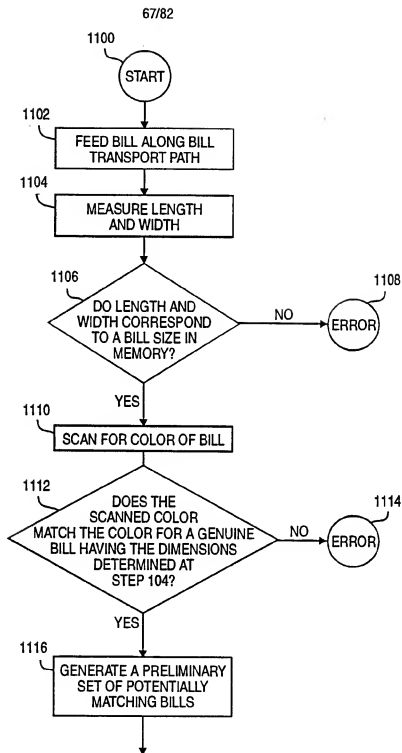 67/82
1100
START
1102
FEED BILL ALONG BILL
TRANSPORT PATH
1104
MEASURE LENGTH
AND WIDTH
1106
DO LENGTH AND
WIDTH CORRESPOND
TO A BILL SIZE IN
MEMORY?
NO
1108
ERROR
YES
1110
SCAN FOR COLOR OF BILL
1112
DOES THE
SCANNED COLOR
MATCH THE COLOR FOR A GENUINE
BILL HAVING THE DIMENSIONS
DETERMINED AT
STEP 104?
NO
1114
ERROR
YES
1116
GENERATE A PRELIMINARY
SET OF POTENTIALLY
MATCHING BILLS